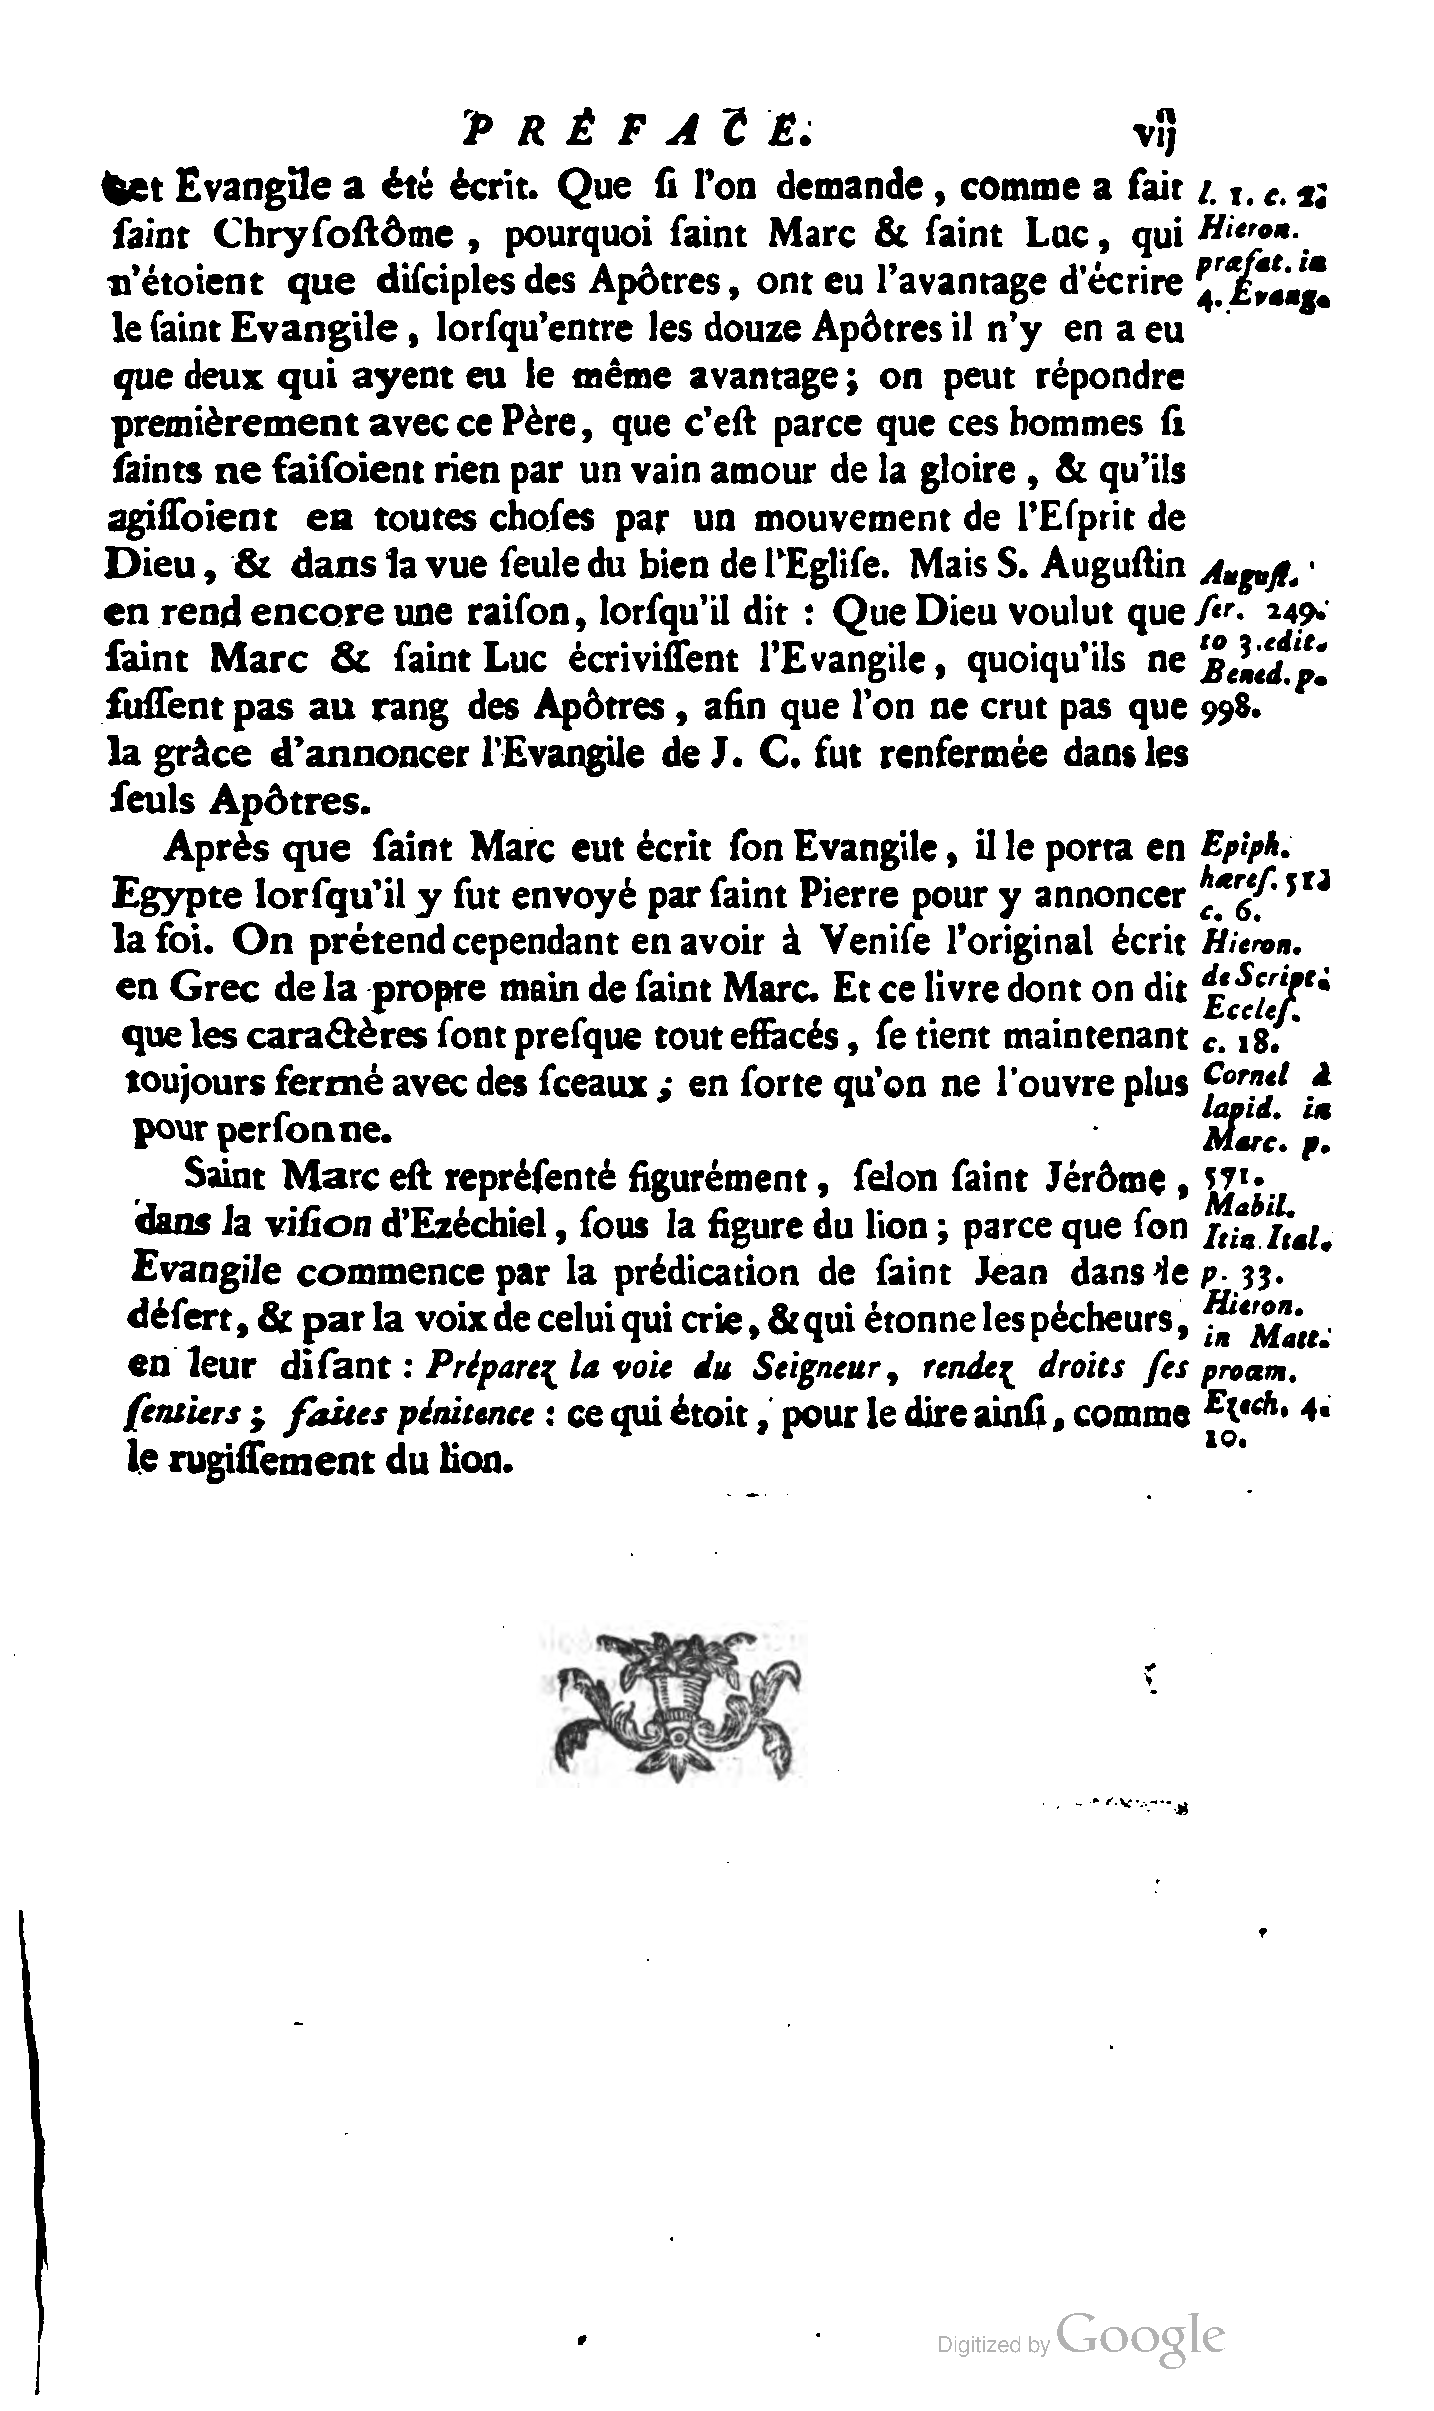 PRÉFACE. vij
cet Evangile a été écrit. Que ſi l'on demande, comme a fait
ſaint Chryſoſtôme, pourquoi ſaint Marc & ſaint Luc, qui
n'étoient que diſciples des Apôtres, ont eu l'avantage d'écrire
le ſaint Evangile, lorſqu'entre les douze Apôtres il n'y en a eu
que deux qui ayent eu le même avantage; on peut répondre
premièrement avec ce Père, que c'eſt parce que ces hommes ſi
ſaints ne faiſoient rien par un vain amour de la gloire, & qu'ils
agiſſoient en toutes choſes par un mouvement de l'Eſprit de
Dieu, & dans la vue ſeule du bien de l'Egliſe. Mais S. Auguſtin
en rend encore une raiſon, lorſqu'il dit : Que Dieu voulut que
ſaint Marc & ſaint Luc écriviſſent l'Evangile, quoiqu'ils ne
fuſſent pas au rang des Apôtres, afin que l'on ne crut pas que
la grâce d'annoncer l'Evangile de J. C. fut renfermée dans les
ſeuls Apôtres.
Après que ſaint Marc eut écrit ſon Evangile, il le porta en
Egypte lorſqu'il y fut envoyé par ſaint Pierre pour y annoncer
la foi. On prétend cependant en avoir à Veniſe l'original écrit
en Grec de la propre main de ſaint Marc. Et ce livre dont on dit
que les caractères ſont preſque tout effacés, ſe tient maintenant
toujours fermé avec des ſceaux; en ſorte qu'on ne l'ouvre plus
pour perſonne.
Saint Marc eſt repréſenté figurément, ſelon ſaint Jérôme,
dans la viſion d'Ezéchiel, ſous la figure du lion; parce que ſon
Evangile commence par la prédication de ſaint Jean dans le
déſert, & par la voix de celui qui crie, & qui étonne les pécheurs,
en leur diſant : Préparez la voie du Seigneur, rendez droits ſes
ſentiers; faites pénitence : ce qui étoit, pour le dire ainſi, comme
le rugiſſement du lion.
l. 1. c. 2.
Hieron.
præfat. in
4. Evang.
Auguſt.
ſer. 249.
to 3. edit.
Bened. p.
998.
Epiph.
hæreſ. 51.
c. 6.
Hieron.
de Script.
Eccleſ.
c. 18.
Cornel à
lapid. in
Marc. p.
571.
Mabil.
Itin. Ital.
p. 33.
Hieron.
in Matt.
proœm.
Ezech. 4.
10.
Digitized by Google